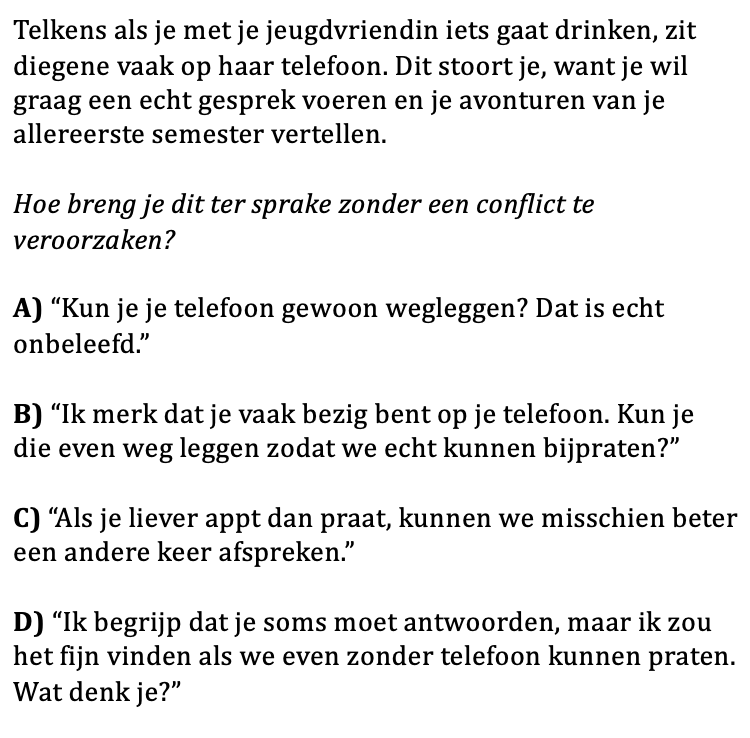 Telkens als je met je jeugdvriendin iets gaat drinken, zit
diegene vaak op haar telefoon. Dit stoort je, want je wil
graag een echt gesprek voeren en je avonturen van je
allereerste semester vertellen.
Hoe breng je dit ter sprake zonder een conflict te
veroorzaken?
A) “Kun je je telefoon gewoon wegleggen? Dat is echt
onbeleefd.”
B) “Ik merk dat je vaak bezig bent op je telefoon. Kun je
die even weg leggen zodat we echt kunnen bijpraten?”
C) “Als je liever appt dan praat, kunnen we misschien beter
een andere keer afspreken.”
D) “Ik begrijp dat je soms moet antwoorden, maar ik zou
het fijn vinden als we even zonder telefoon kunnen praten.
Wat denk je?”